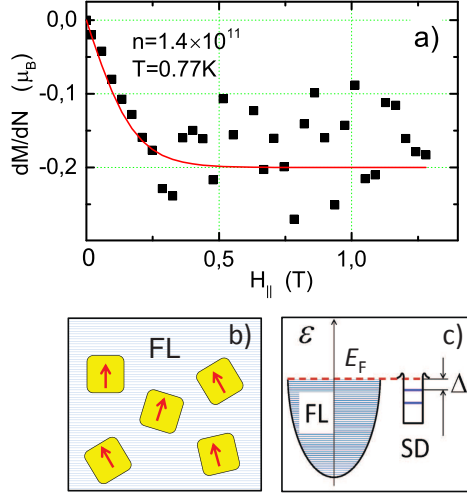 0,0
-0,1
-0,2
dM/dN (μB)
n=1.4×10¹¹
T=0.77K
a)
0
0,5
1,0
H|| (T)
b)
FL
c)
ε
EF
Δ
FL
SD